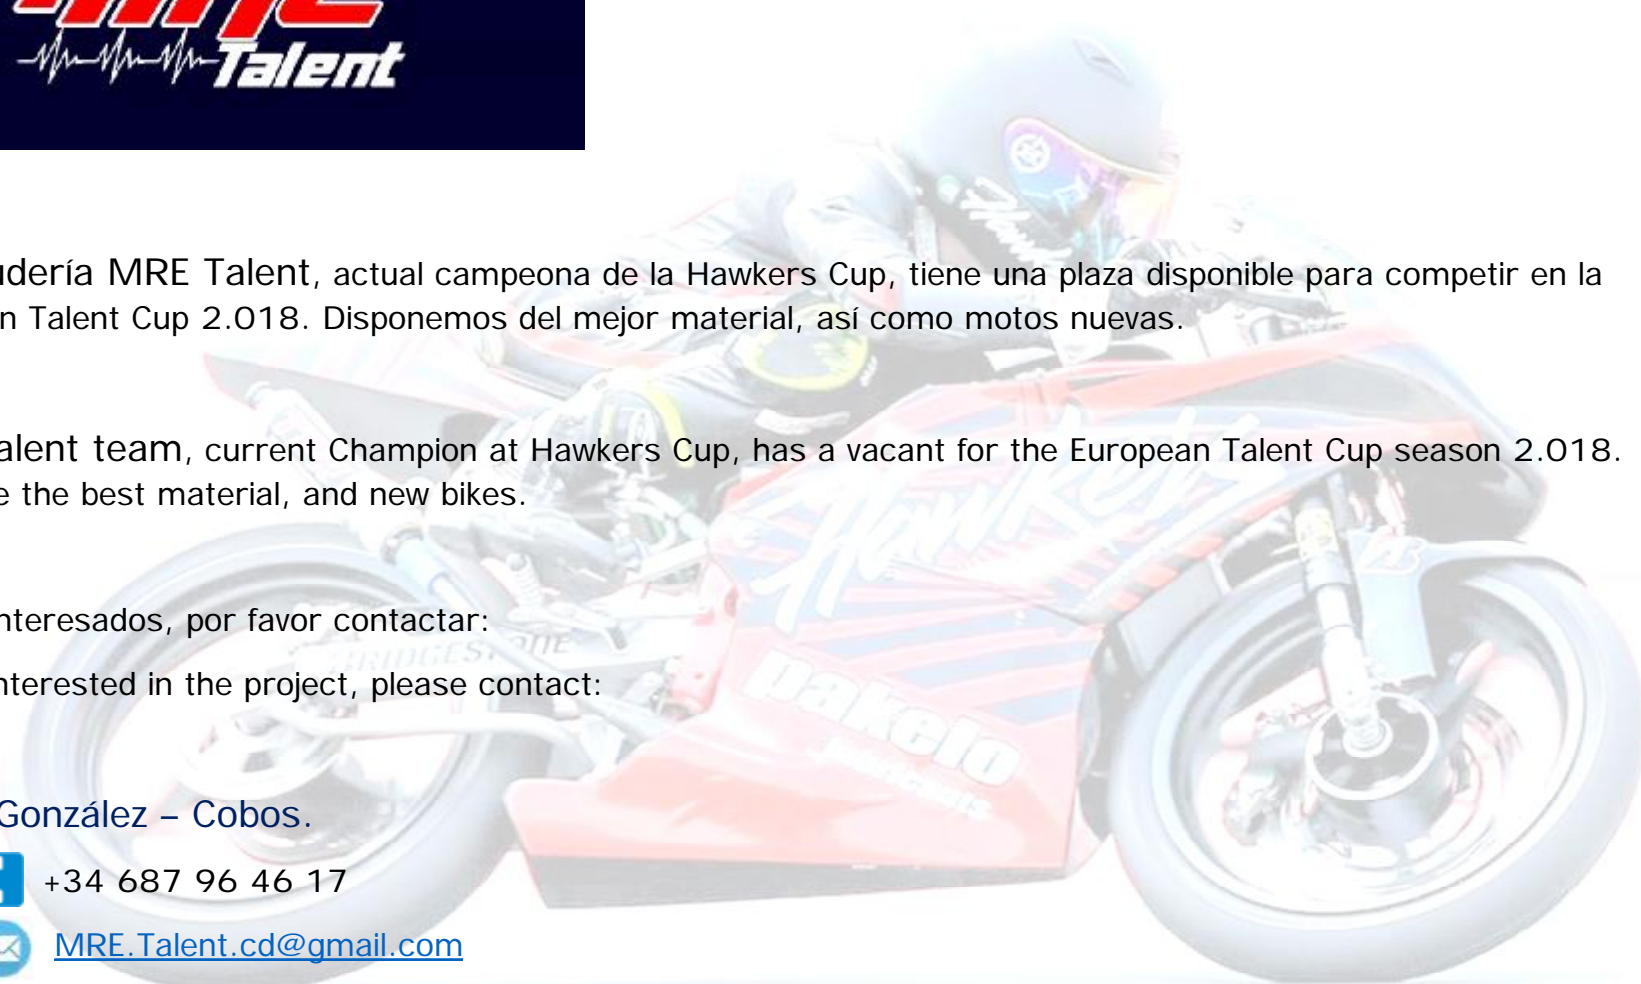 Talent
udería MRE Talent, actual campeona de la Hawkers Cup, tiene una plaza disponible para competir en la
n Talent Cup 2.018. Disponemos del mejor material, así como motos nuevas.
alent team, current Champion at Hawkers Cup, has a vacant for the European Talent Cup season 2.018.
e the best material, and new bikes.
Hawkers
nteresados, por favor contactar:
BRIDGESTONE
nterested in the project, please contact:
pakelo
González – Cobos.
+34 687 96 46 17
MRE.Talent.cd@gmail.com